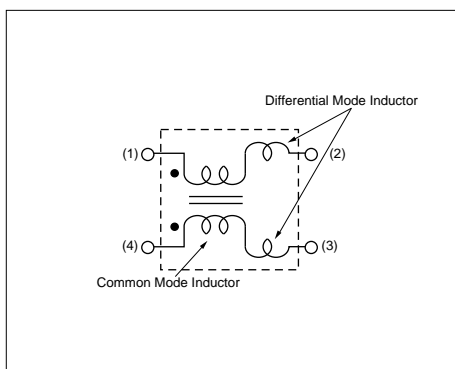 Differential Mode Inductor
(1)
(2)
(4)
(3)
Common Mode Inductor